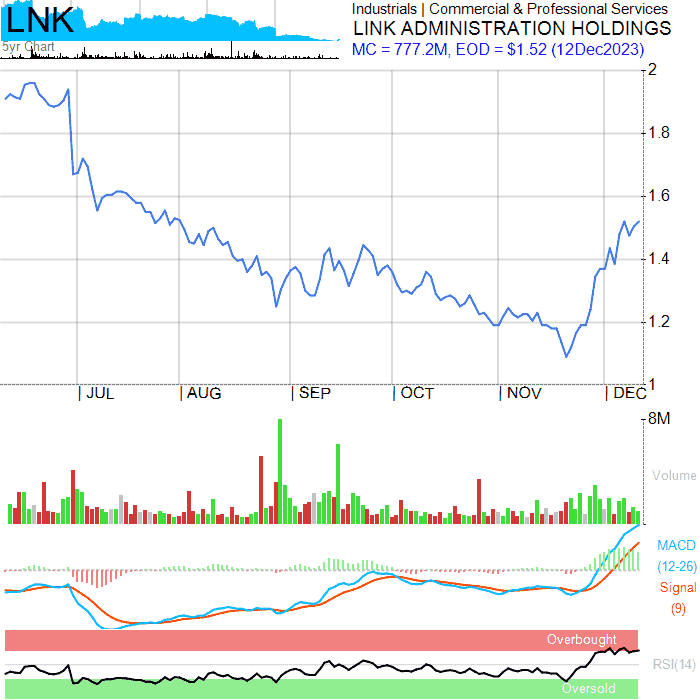 LNK
5yr Chart
Industrials | Commercial & Professional Services
LINK ADMINISTRATION HOLDINGS
MC = 777.2M, EOD = $1.52 (12Dec2023)
2
1.8
1.6
1.4
1.2
1
| JUL | AUG | SEP | OCT | NOV | DEC
8M
Volume
MACD
(12-26)
Signal
(9)
Overbought
RSI(14)
Oversold